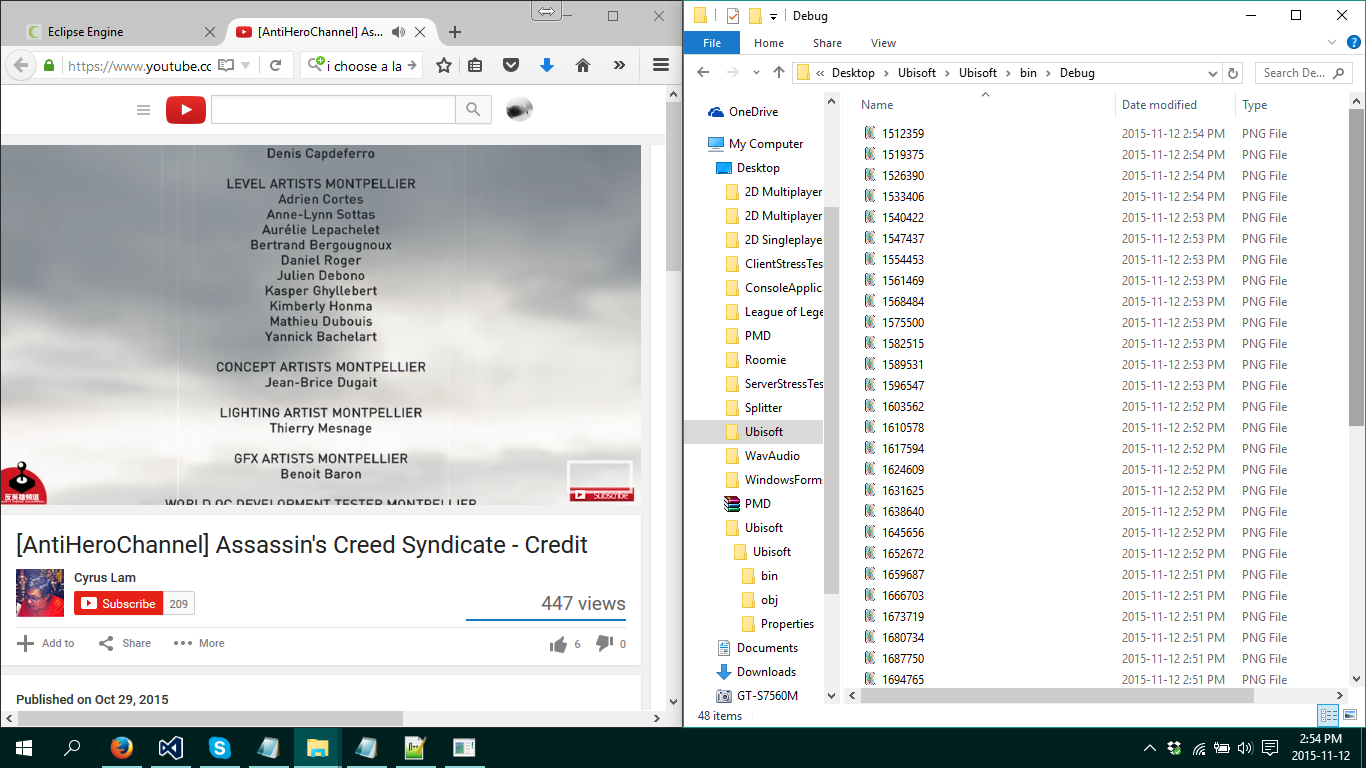 Eclipse Engine
[AntiHeroChannel] As...
https://www.youtube.cc
i choose a la
Denis Capdeferro
LEVEL ARTISTS MONTPELLIER
Adrien Cortes
Anne-Lynn Sottas
Aurélie Lepachelet
Bertrand Bergougnoux
Daniel Roger
Julien Debono
Kasper Ghyllebert
Kimberly Honma
Mathieu Dubouis
Yannick Bachelart
CONCEPT ARTISTS MONTPELLIER
Jean-Brice Dugait
LIGHTING ARTIST MONTPELLIER
Thierry Mesnage
GFX ARTISTS MONTPELLIER
Benoit Baron
WORLD QC DEVELOPMENT TESTER MONTPELLIER
反英雄頻道
Subscribe
[AntiHeroChannel] Assassin's Creed Syndicate - Credit
Cyrus Lam
Subscribe 209
447 views
Add to Share More 6 0
Published on Oct 29, 2015
Debug
File Home Share View
« Desktop Ubisoft Ubisoft bin Debug
Search De...
OneDrive
My Computer
Desktop
2D Multiplayer
2D Multiplayer
2D Singleplaye
ClientStressTes
ConsoleApplic
League of Lege
PMD
Roomie
ServerStressTes
Splitter
Ubisoft
WavAudio
WindowsForm
PMD
Ubisoft
Ubisoft
bin
obj
Properties
Documents
Downloads
GT-S7560M
Name Date modified Type
1512359 2015-11-12 2:54 PM PNG File
1519375 2015-11-12 2:54 PM PNG File
1526390 2015-11-12 2:54 PM PNG File
1533406 2015-11-12 2:54 PM PNG File
1540422 2015-11-12 2:53 PM PNG File
1547437 2015-11-12 2:53 PM PNG File
1554453 2015-11-12 2:53 PM PNG File
1561469 2015-11-12 2:53 PM PNG File
1568484 2015-11-12 2:53 PM PNG File
1575500 2015-11-12 2:53 PM PNG File
1582515 2015-11-12 2:53 PM PNG File
1589531 2015-11-12 2:53 PM PNG File
1596547 2015-11-12 2:53 PM PNG File
1603562 2015-11-12 2:52 PM PNG File
1610578 2015-11-12 2:52 PM PNG File
1617594 2015-11-12 2:52 PM PNG File
1624609 2015-11-12 2:52 PM PNG File
1631625 2015-11-12 2:52 PM PNG File
1638640 2015-11-12 2:52 PM PNG File
1645656 2015-11-12 2:52 PM PNG File
1652672 2015-11-12 2:52 PM PNG File
1659687 2015-11-12 2:51 PM PNG File
1666703 2015-11-12 2:51 PM PNG File
1673719 2015-11-12 2:51 PM PNG File
1680734 2015-11-12 2:51 PM PNG File
1687750 2015-11-12 2:51 PM PNG File
1694765 2015-11-12 2:51 PM PNG File
48 items
2:54 PM
2015-11-12